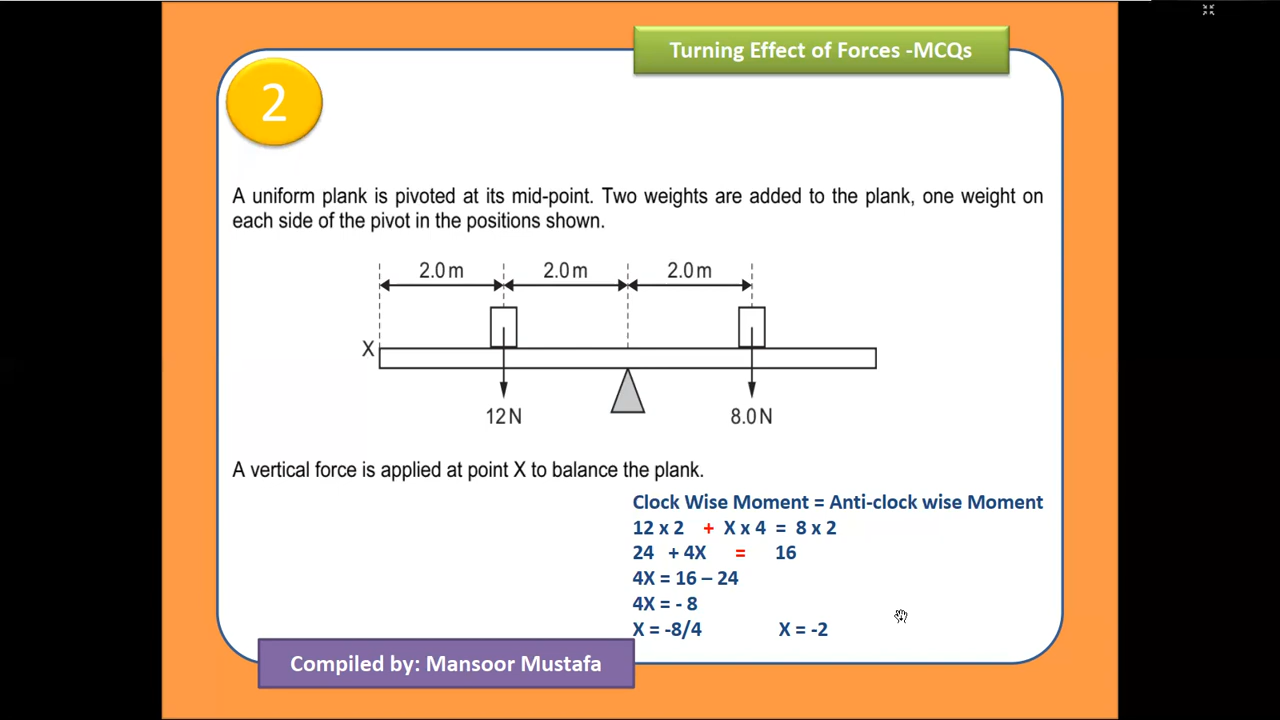 Turning Effect of Forces -MCQs
2
A uniform plank is pivoted at its mid-point. Two weights are added to the plank, one weight on
each side of the pivot in the positions shown.
2.0 m 2.0 m 2.0 m
X
12 N 8.0 N
A vertical force is applied at point X to balance the plank.
Clock Wise Moment = Anti-clock wise Moment
12 x 2 + X x 4 = 8 x 2
24 + 4X = 16
4X = 16 – 24
4X = - 8
X = -8/4 X = -2
Compiled by: Mansoor Mustafa